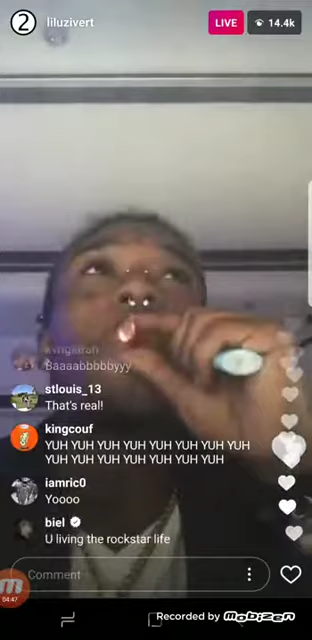 2
liluzivert
LIVE
14.4k
kvngkersh
Baaaabbbbbyyy
stlouis_13
That's real!
kingcouf
YUH YUH YUH YUH YUH YUH YUH YUH
YUH YUH YUH YUH YUH YUH YUH
iamric0
Yoooo
biel
U living the rockstar life
Comment
04:47
Recorded by mobizen